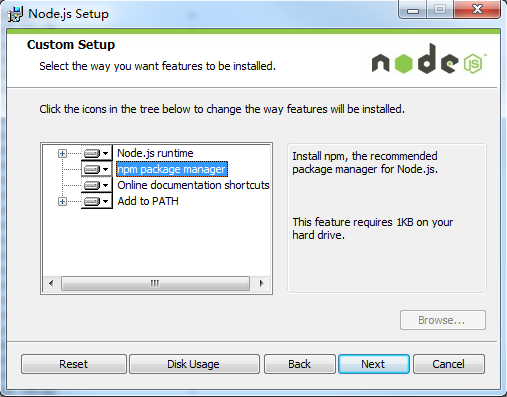 Node.js Setup
Custom Setup
Select the way you want features to be installed.
node
JS
Click the icons in the tree below to change the way features will be installed.
Node.js runtime
npm package manager
Online documentation shortcuts
Add to PATH
Install npm, the recommended
package manager for Node.js.
This feature requires 1KB on your
hard drive.
Browse...
Reset
Disk Usage
Back
Next
Cancel